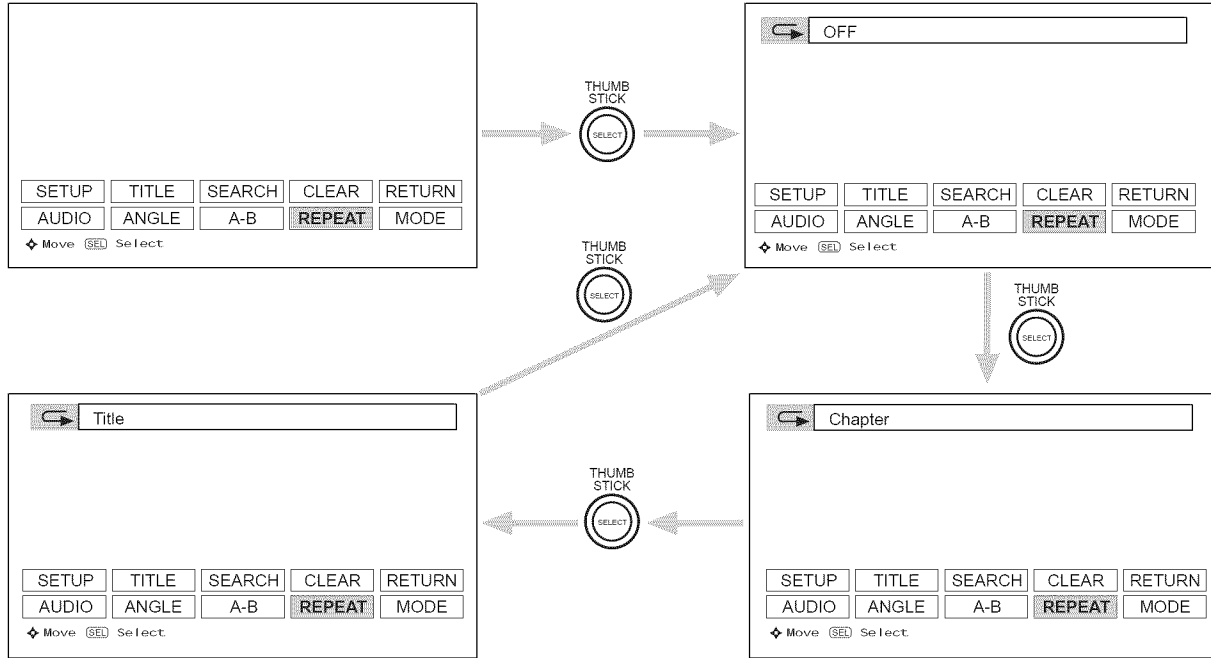 SETUP TITLE SEARCH CLEAR RETURN
AUDIO ANGLE A-B REPEAT MODE
Move SEL Select
THUMB
STICK
SELECT
OFF
SETUP TITLE SEARCH CLEAR RETURN
AUDIO ANGLE A-B REPEAT MODE
Move SEL Select
THUMB
STICK
SELECT
THUMB
STICK
SELECT
Chapter
SETUP TITLE SEARCH CLEAR RETURN
AUDIO ANGLE A-B REPEAT MODE
Move SEL Select
THUMB
STICK
SELECT
Title
SETUP TITLE SEARCH CLEAR RETURN
AUDIO ANGLE A-B REPEAT MODE
Move SEL Select